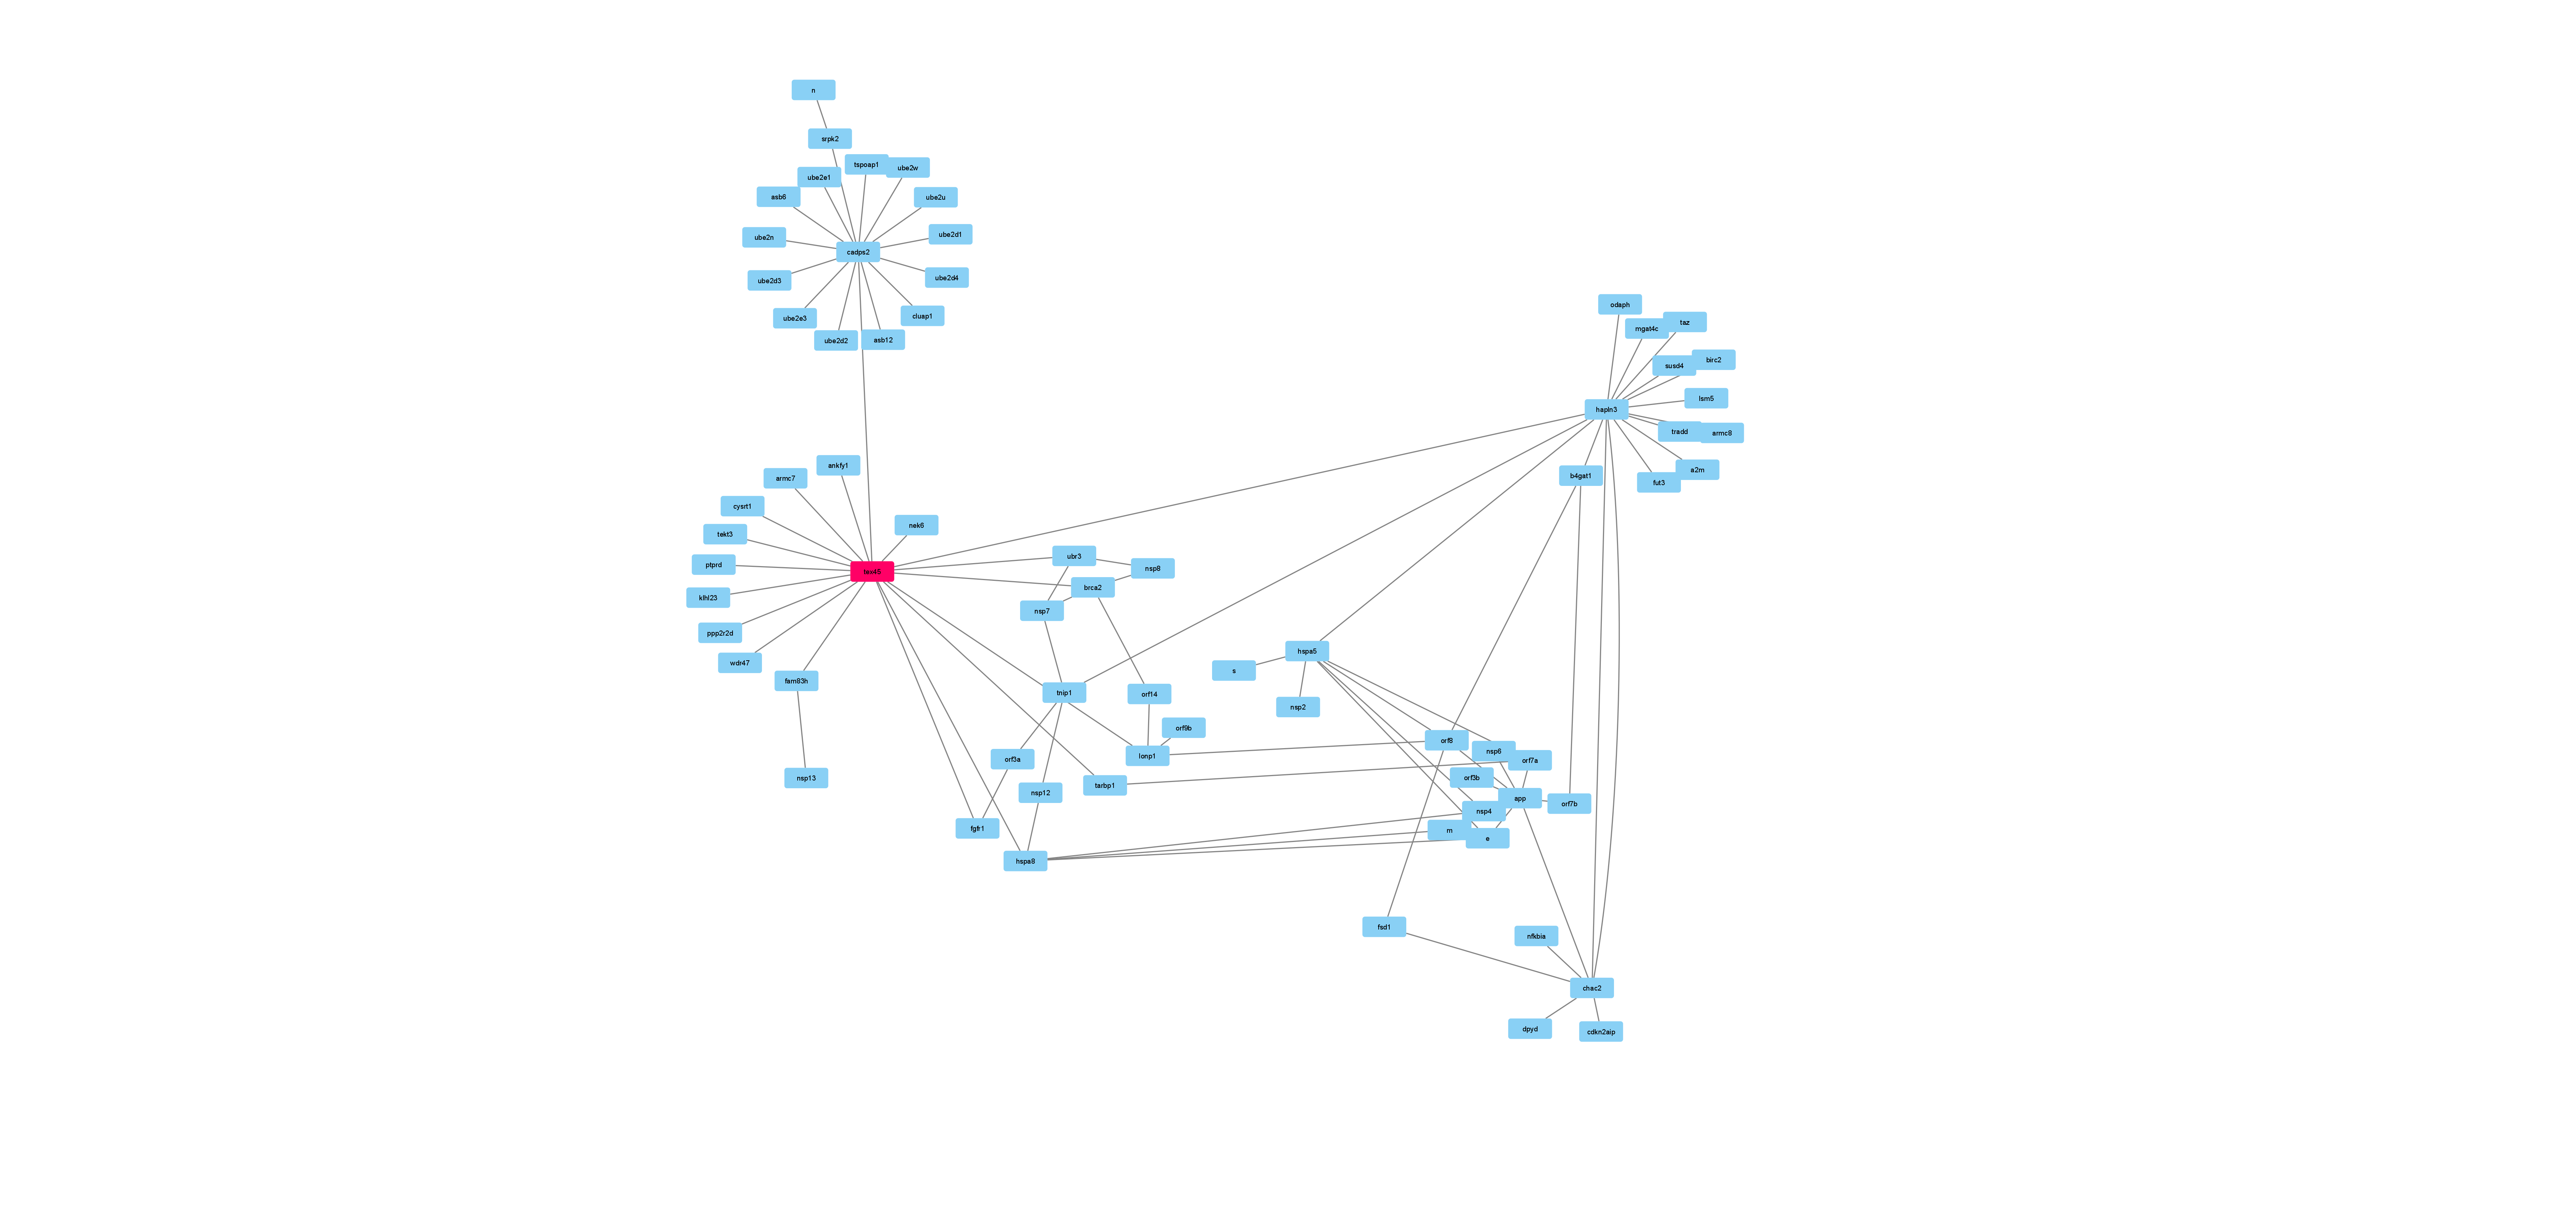 n
srpk2
tspoap1
ube2w
ube2e1
asb6
ube2u
ube2n
ube2d1
cadps2
ube2d3
ube2d4
ube2e3
cluap1
ube2d2
asb12
odaph
taz
mgat4c
birc2
susd4
lsm5
hapln3
tradd
armc8
ankfy1
a2m
armc7
b4gat1
fut3
cysrt1
nek6
tekt3
ubr3
ptprd
nsp8
tex45
brca2
klhl23
nsp7
ppp2r2d
hspa5
wdr47
s
fam83h
tnip1
orf14
nsp2
orf9b
orf8
nsp6
lonp1
orf3a
orf7a
nsp13
orf3b
tarbp1
nsp12
app
orf7b
nsp4
fgfr1
m
e
hspa8
fsd1
nfkbia
chac2
dpyd
cdkn2aip